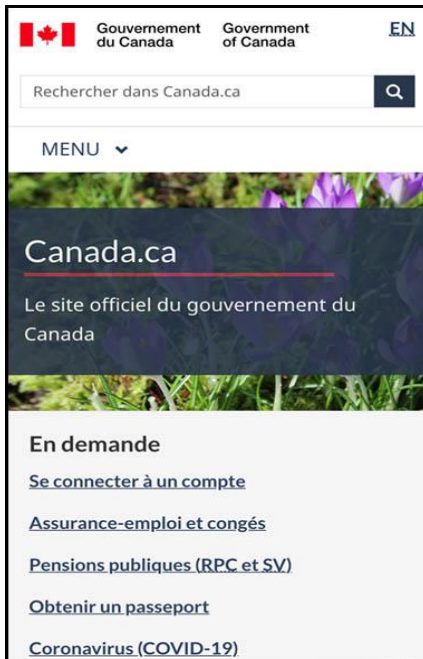 Gouvernement du Canada
Government of Canada
EN
Rechercher dans Canada.ca
MENU
Canada.ca
Le site officiel du gouvernement du
Canada
En demande
Se connecter à un compte
Assurance-emploi et congés
Pensions publiques (RPC et SV)
Obtenir un passeport
Coronavirus (COVID-19)